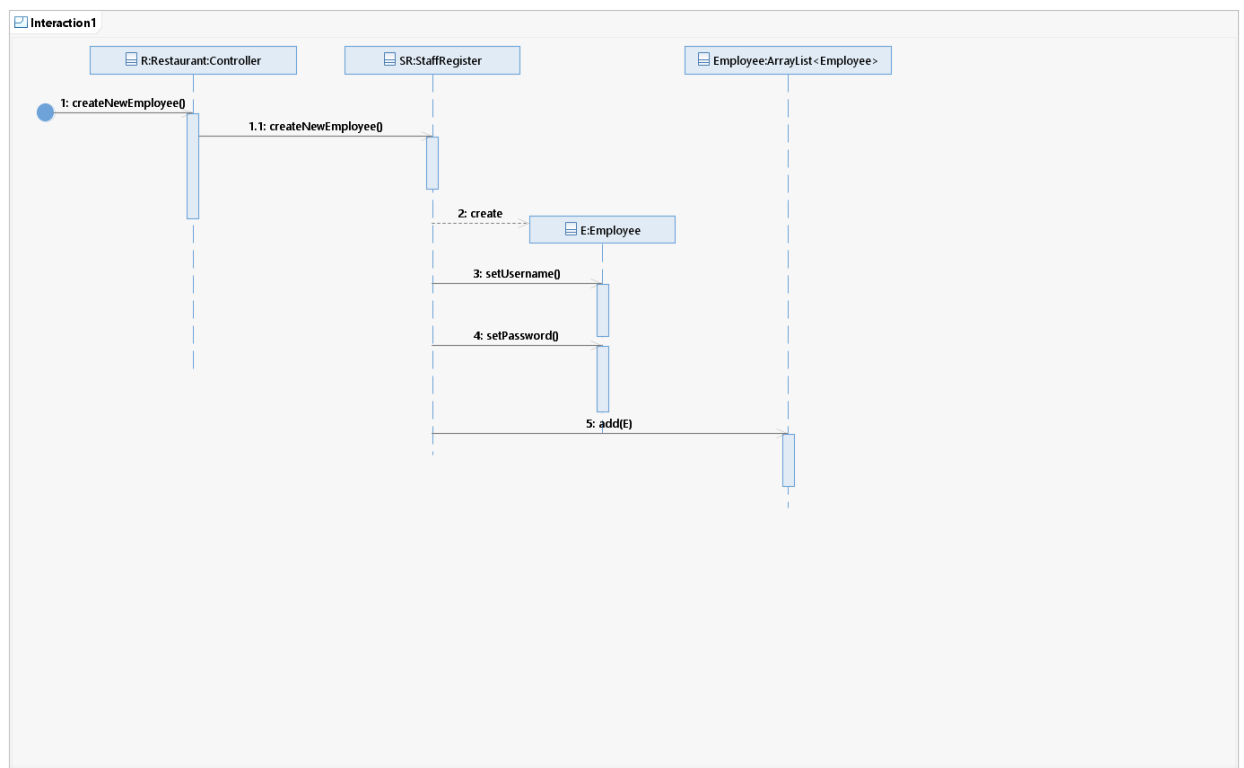 Interaction1
R:Restaurant:Controller
SR:StaffRegister
Employee:ArrayList<Employee>
1: createNewEmployee()
1.1: createNewEmployee()
2: create
E:Employee
3: setUsername()
4: setPassword()
5: add(E)